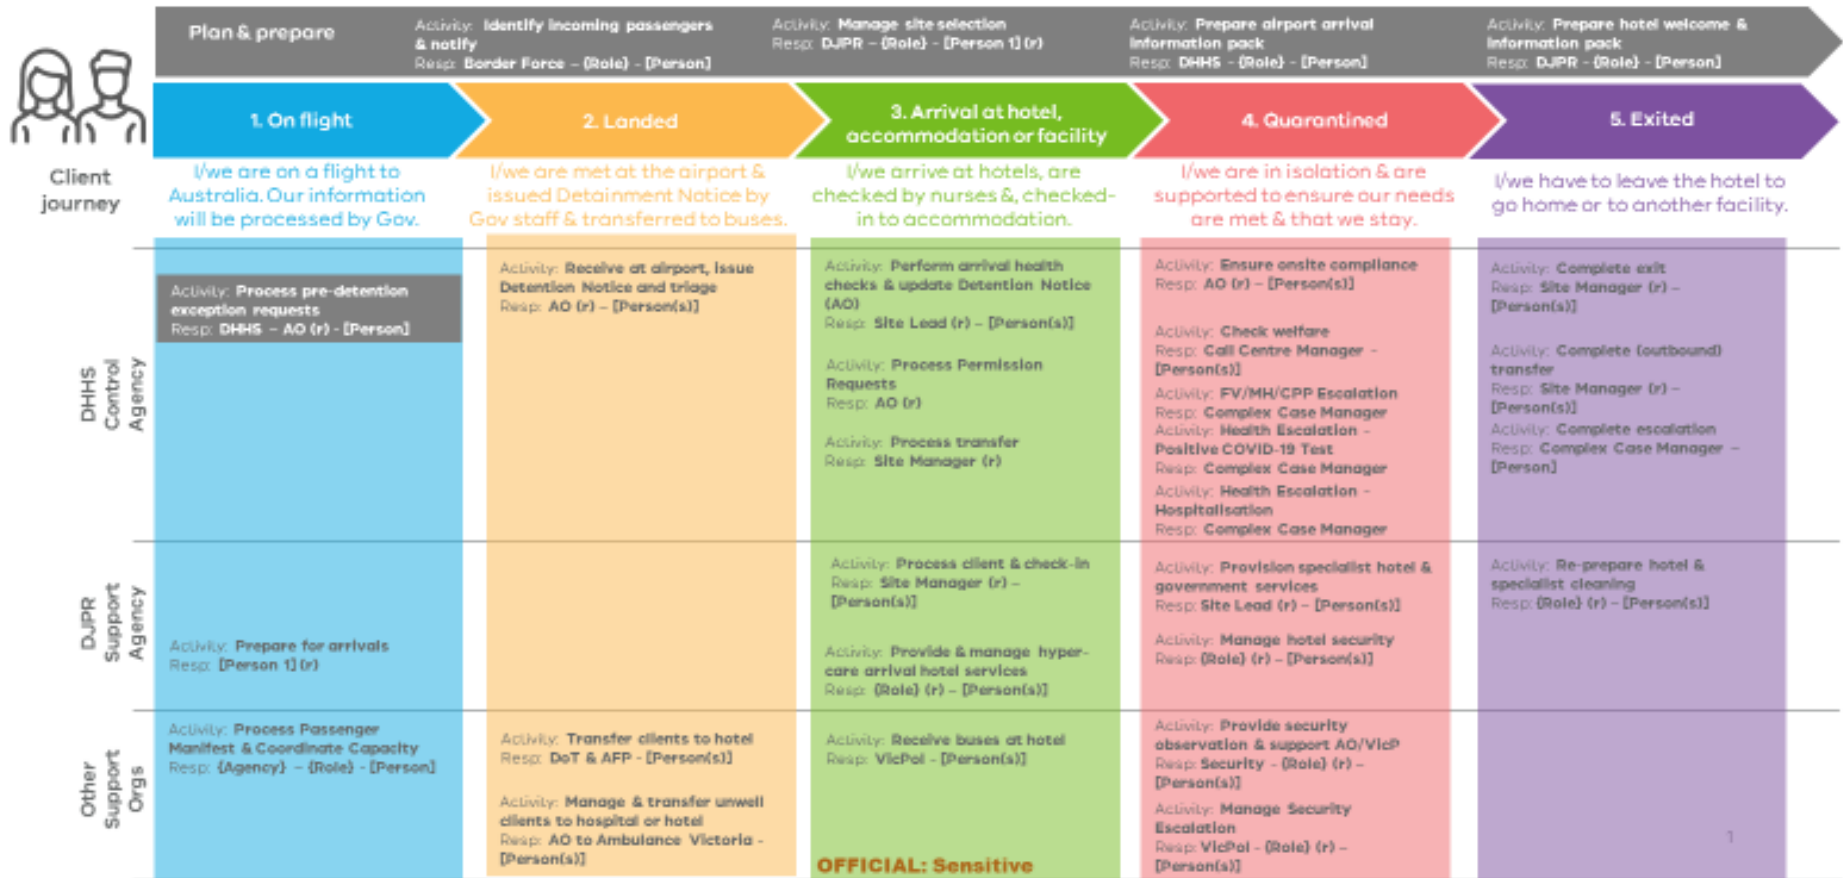 Plan & prepare
Activity: Identify incoming passengers
& notify
Resp: Border Force – {Role} - [Person]
Activity: Manage site selection
Resp: DJPR – {Role} - [Person 1] (r)
Activity: Prepare airport arrival
information pack
Resp: DHHS - {Role} - [Person]
Activity: Prepare hotel welcome &
information pack
Resp: DJPR - {Role} - [Person]
Client
journey
1. On flight
2. Landed
3. Arrival at hotel,
accommodation or facility
4. Quarantined
5. Exited
I/we are on a flight to
Australia. Our information
will be processed by Gov.
I/we are met at the airport &
issued Detainment Notice by
Gov staff & transferred to buses.
I/we arrive at hotels, are
checked by nurses &, checked-
in to accommodation.
I/we are in isolation & are
supported to ensure our needs
are met & that we stay.
I/we have to leave the hotel to
go home or to another facility.
DHHS
Control
Agency
Activity: Process pre-detention
exception requests
Resp: DHHS – AO (r) - [Person]
Activity: Receive at airport, issue
Detention Notice and triage
Resp: AO (r) – [Person(s)]
Activity: Perform arrival health
checks & update Detention Notice
(AO)
Resp: Site Lead (r) – [Person(s)]
Activity: Process Permission
Requests
Resp: AO (r)
Activity: Process transfer
Resp: Site Manager (r)
Activity: Ensure onsite compliance
Resp: AO (r) – [Person(s)]
Activity: Check welfare
Resp: Call Centre Manager -
[Person(s)]
Activity: FV/MH/CPP Escalation
Resp: Complex Case Manager
Activity: Health Escalation -
Positive COVID-19 Test
Resp: Complex Case Manager
Activity: Health Escalation -
Hospitalisation
Resp: Complex Case Manager
Activity: Complete exit
Resp: Site Manager (r) –
[Person(s)]
Activity: Complete (outbound)
transfer
Resp: Site Manager (r) –
[Person(s)]
Activity: Complete escalation
Resp: Complex Case Manager –
[Person]
DJPR
Support
Agency
Activity: Prepare for arrivals
Resp: [Person 1] (r)
Activity: Process client & check-in
Resp: Site Manager (r) –
[Person(s)]
Activity: Provide & manage hyper-
care arrival hotel services
Resp: {Role} (r) – [Person(s)]
Activity: Provision specialist hotel &
government services
Resp: Site Lead (r) – [Person(s)]
Activity: Manage hotel security
Resp: {Role} (r) – [Person(s)]
Activity: Re-prepare hotel &
specialist cleaning
Resp: {Role} (r) – [Person(s)]
Other
Support
Orgs
Activity: Process Passenger
Manifest & Coordinate Capacity
Resp: {Agency} – {Role} - [Person]
Activity: Transfer clients to hotel
Resp: DoT & AFP - [Person(s)]
Activity: Manage & transfer unwell
clients to hospital or hotel
Resp: AO to Ambulance Victoria -
[Person(s)]
Activity: Receive buses at hotel
Resp: VicPol - [Person(s)]
Activity: Provide security
observation & support AO/VicP
Resp: Security - {Role} (r) –
[Person(s)]
Activity: Manage Security
Escalation
Resp: VicPol - {Role} (r) –
[Person(s)]
OFFICIAL: Sensitive
1